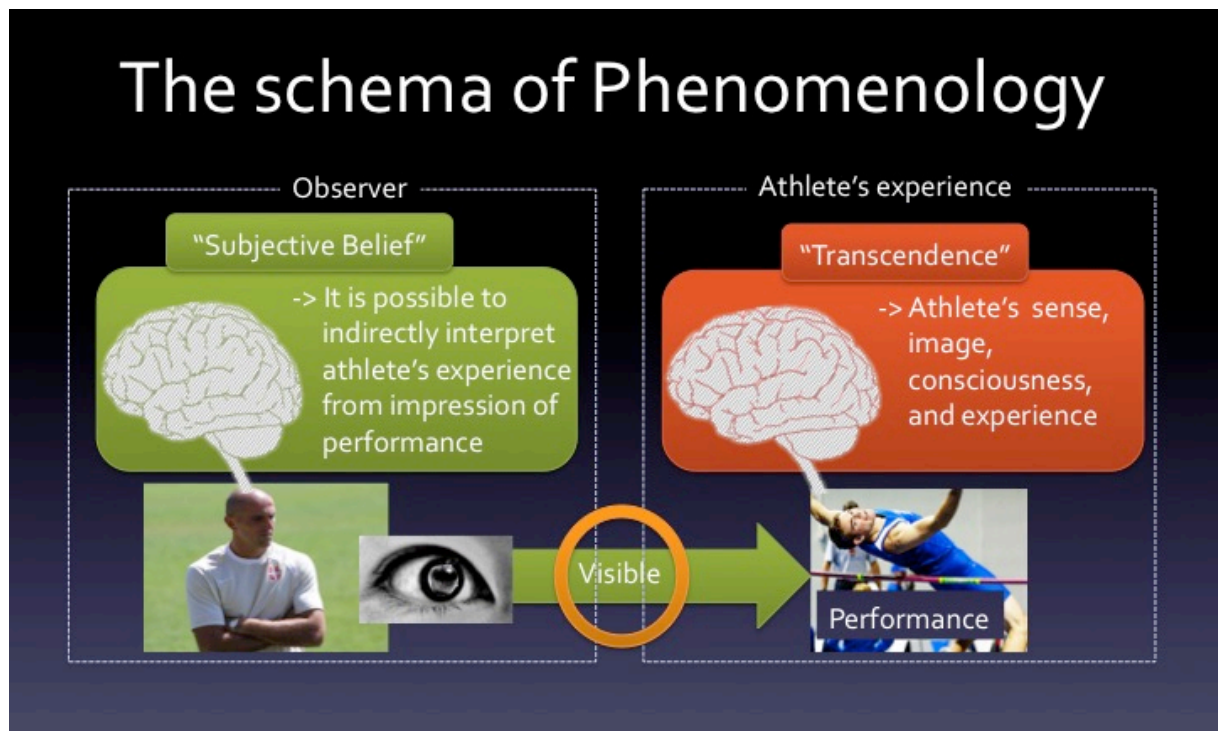 The schema of Phenomenology
Observer
“Subjective Belief”
-> It is possible to
indirectly interpret
athlete’s experience
from impression of
performance
Athlete’s experience
“Transcendence”
-> Athlete’s sense,
image,
consciousness,
and experience
Visible
Performance